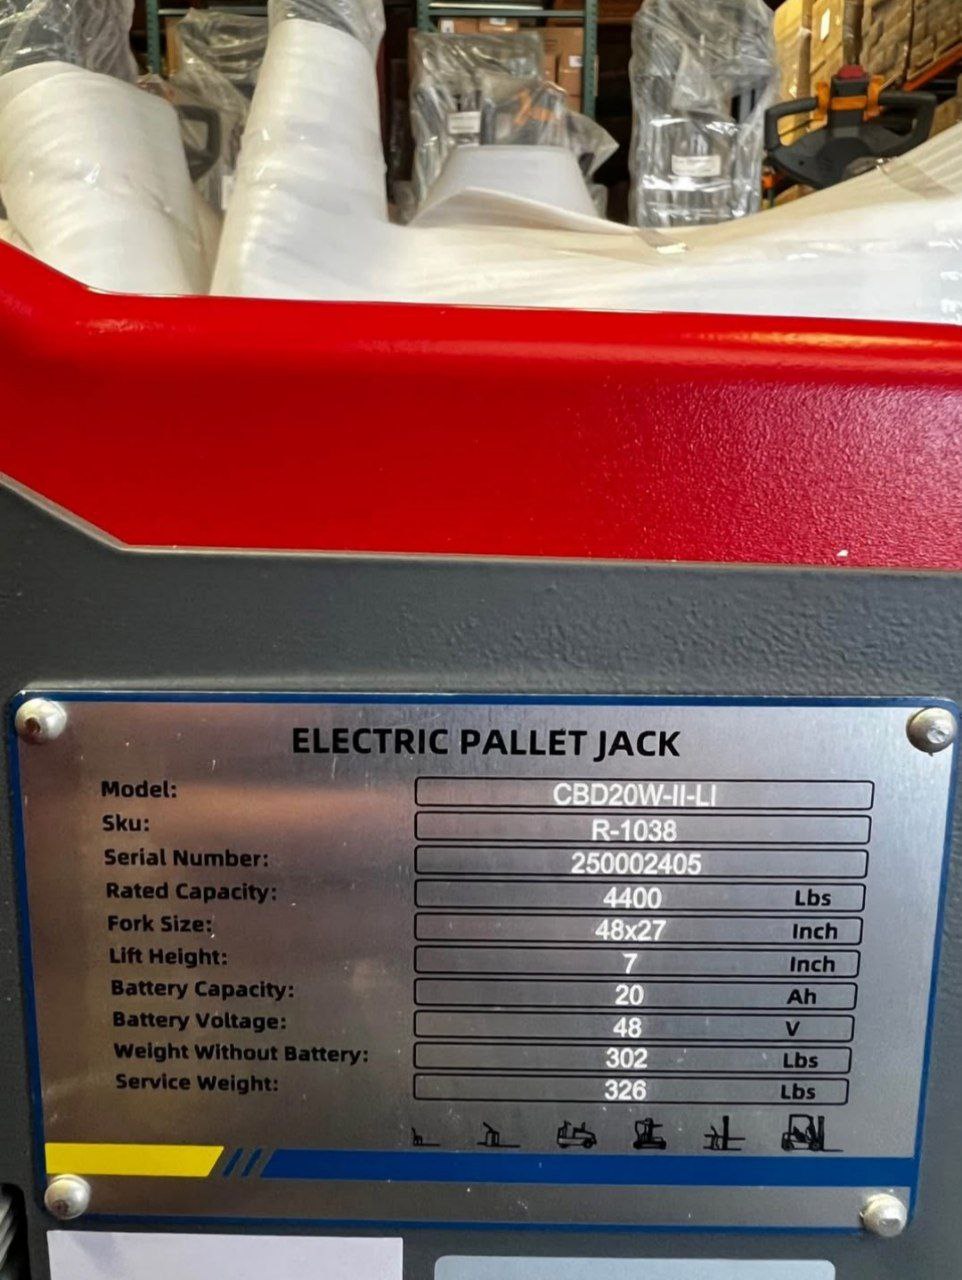 ELECTRIC PALLET JACK
Model: CBD20W-II-LI
Sku: R-1038
Serial Number: 250002405
Rated Capacity: 4400 Lbs
Fork Size: 48x27 Inch
Lift Height: 7 Inch
Battery Capacity: 20 Ah
Battery Voltage: 48 V
Weight Without Battery: 302 Lbs
Service Weight: 326 Lbs